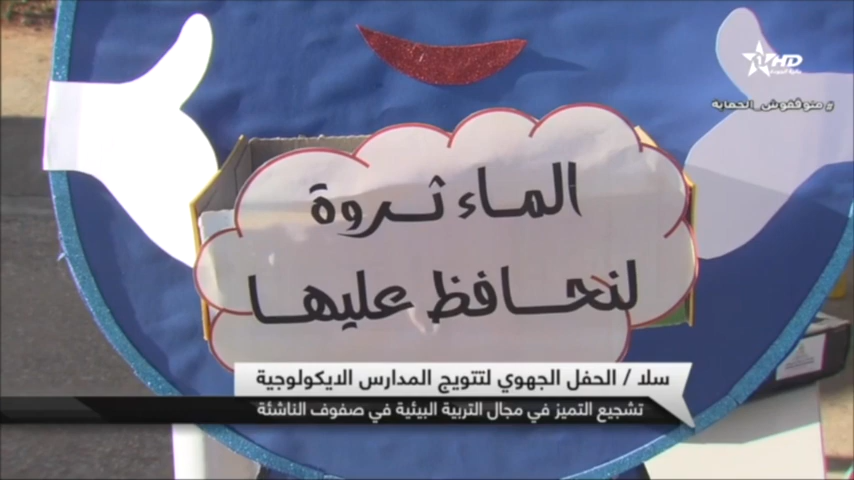 HD
#متوقفوش_الحماية
الماء ثروة
لنحافظ عليها
سلا / الحفل الجهوي لتتويج المدارس الايكولوجية
تشجيع التميز في مجال التربية البيئية في صفوف الناشئة